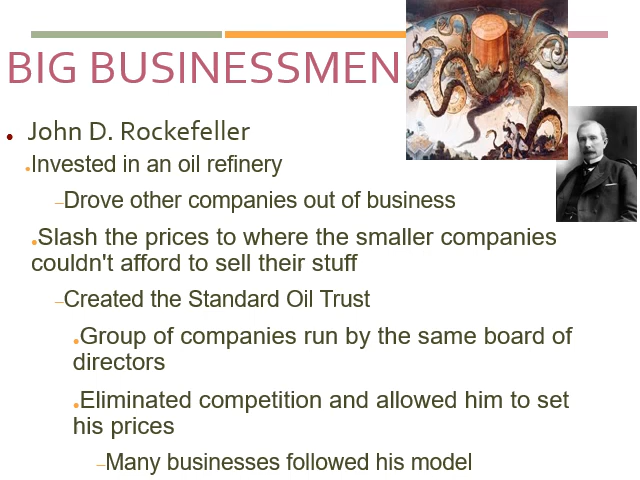 BIG BUSINESSMEN
• John D. Rockefeller
•Invested in an oil refinery
–Drove other companies out of business
•Slash the prices to where the smaller companies
couldn't afford to sell their stuff
–Created the Standard Oil Trust
•Group of companies run by the same board of
directors
•Eliminated competition and allowed him to set
his prices
–Many businesses followed his model